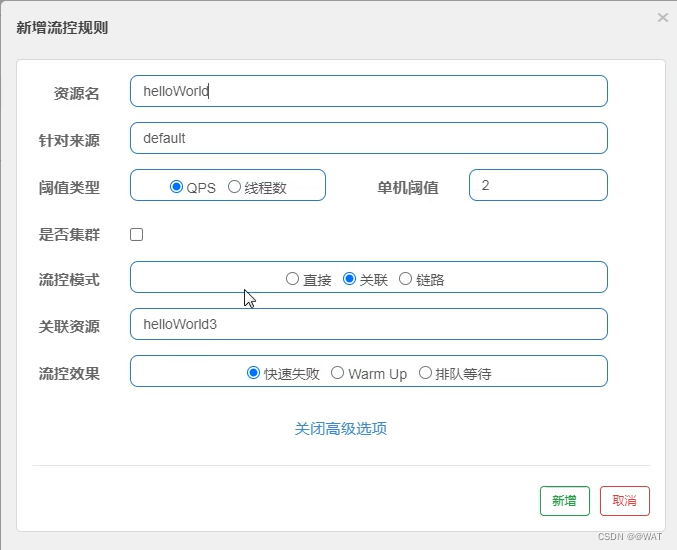 新增流控规则 ×
资源名 helloWorld
针对来源 default
阈值类型 QPS 线程数 单机阈值 2
是否集群
流控模式 直接 关联 链路
关联资源 helloWorld3
流控效果 快速失败 Warm Up 排队等待
关闭高级选项
新增 取消
CSDN @@WAT